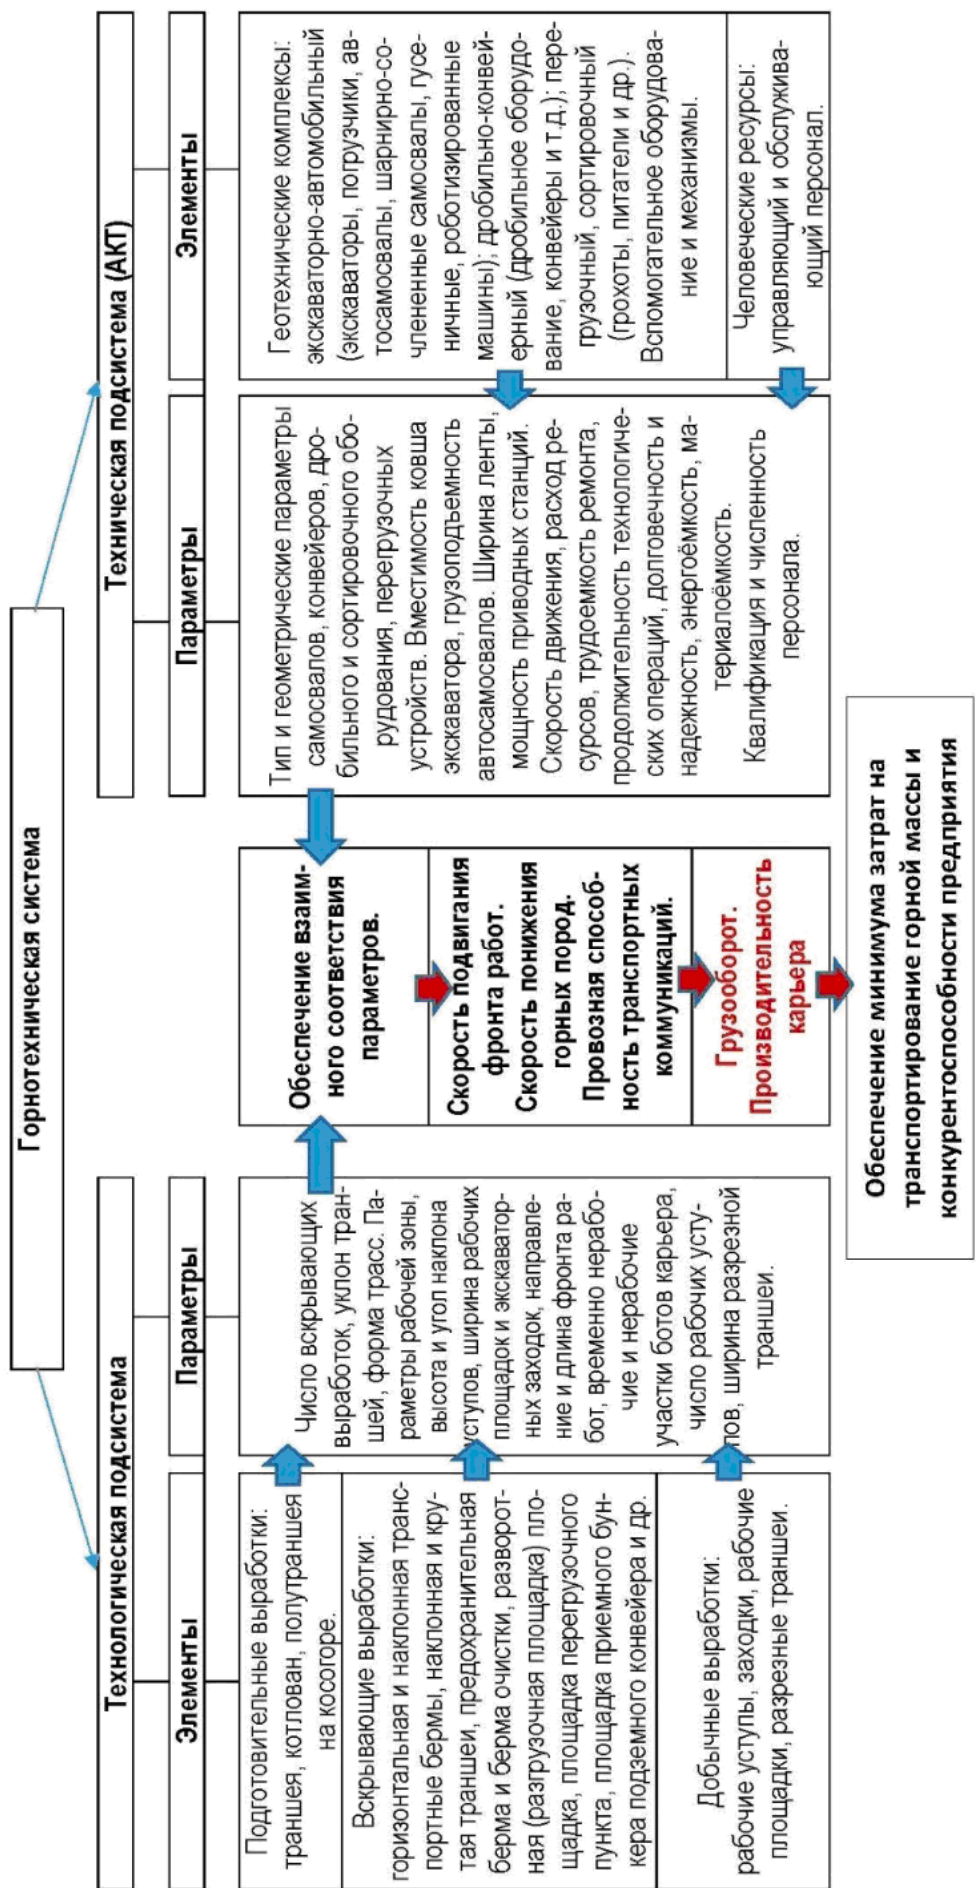 Горнотехническая система
Технологическая подсистема
Элементы
Параметры
Подготовительные выработки:
траншея, котлован, полутраншея
на косогоре.
Вскрывающие выработки:
горизонтальная и наклонная транс-
портные бермы, наклонная и кру-
тая траншеи, предохранительная
берма и берма очистки, разворот-
ная (разгрузочная площадка) пло-
щадка, площадка перегрузочного
пункта, площадка приемного бун-
кера подземного конвейера и др.
Добычные выработки:
рабочие уступы, заходки, рабочие
площадки, разрезные траншеи.
Число вскрывающих
выработок, уклон тран-
шей, форма трасс. Па-
раметры рабочей зоны,
высота и угол наклона
уступов, ширина рабочих
площадок и экскаватор-
ных заходок, направле-
ние и длина фронта ра-
бот, временно нерабо-
чие и нерабочие
участки бортов карьера,
число рабочих усту-
пов, ширина разрезной
траншеи.
Обеспечение взаим-
ного соответствия
параметров.
Скорость подвигания
фронта работ.
Скорость понижения
горных пород.
Провозная способ-
ность транспортных
коммуникаций.
Грузооборот.
Производительность
карьера
Обеспечение минимума затрат на
транспортирование горной массы и
конкурентоспособности предприятия
Техническая подсистема (АКТ)
Параметры
Элементы
Тип и геометрические параметры
самосвалов, конвейеров, дро-
бильного и сортировочного обо-
рудования, перегрузочных
устройств. Вместимость ковша
экскаватора, грузоподъемность
автосамосвалов. Ширина ленты,
мощность приводных станций.
Скорость движения, расход ре-
сурсов, трудоемкость ремонта,
продолжительность технологиче-
ских операций, долговечность и
надежность, энергоёмкость, ма-
териалоёмкость.
Квалификация и численность
персонала.
Геотехнические комплексы:
экскаваторно-автомобильный
(экскаваторы, погрузчики, ав-
тосамосвалы, шарнирно-со-
члененные самосвалы, гусе-
ничные, роботизированные
машины); дробильно-конвей-
ерный (дробильное оборудо-
вание, конвейеры и т.д.); пере-
грузочный, сортировочный
(грохоты, питатели и др.).
Вспомогательное оборудова-
ние и механизмы.
Человеческие ресурсы:
управляющий и обслужива-
ющий персонал.